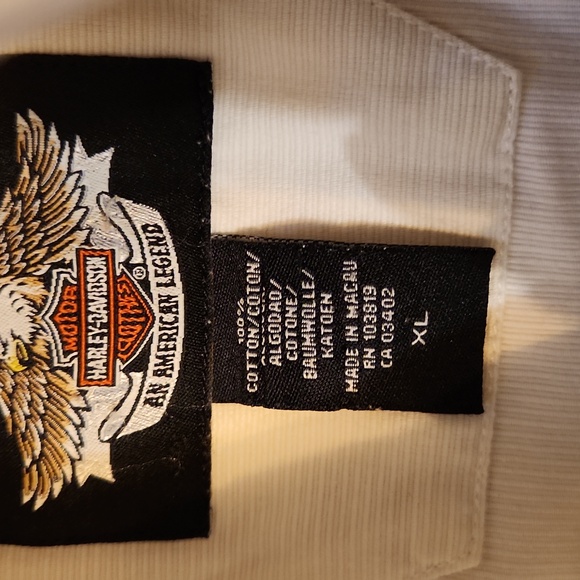 MOTOR
HARLEY-DAVIDSON
CYCLES
®
AN AMERICAN LEGEND
100%
COTTON/
COTON/
ALGODAO/
COTONE/
BAUMWOLLE/
KATOEN
MADE IN MACAU
RN 103819
CA 03402
XL